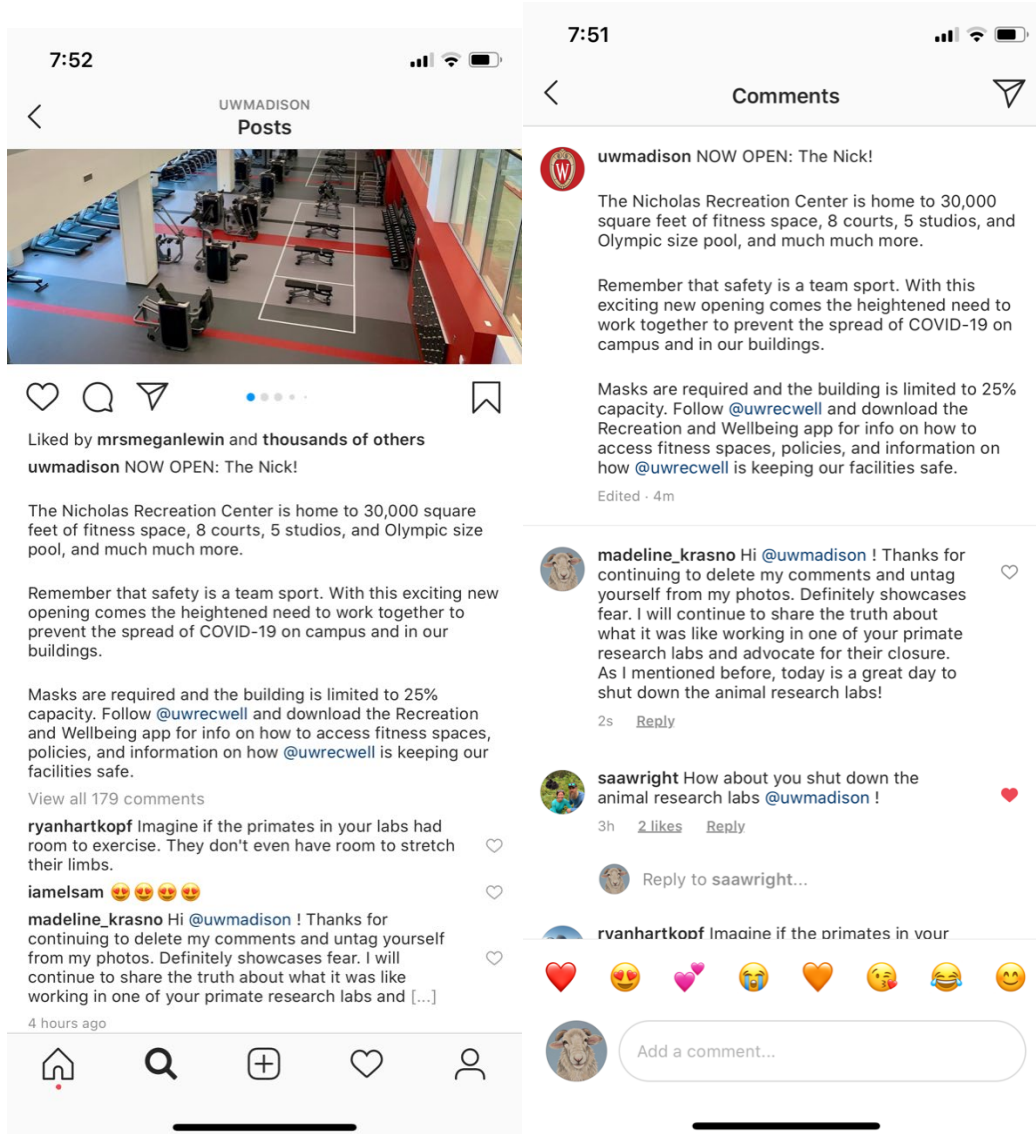 7:52
UWMADISON
Posts
Liked by mrsmeganlewin and thousands of others
uwmadison NOW OPEN: The Nick!
The Nicholas Recreation Center is home to 30,000 square
feet of fitness space, 8 courts, 5 studios, and Olympic size
pool, and much much more.
Remember that safety is a team sport. With this exciting new
opening comes the heightened need to work together to
prevent the spread of COVID-19 on campus and in our
buildings.
Masks are required and the building is limited to 25%
capacity. Follow @uwrecwell and download the Recreation
and Wellbeing app for info on how to access fitness spaces,
policies, and information on how @uwrecwell is keeping our
facilities safe.
View all 179 comments
ryanhartkopf Imagine if the primates in your labs had
room to exercise. They don't even have room to stretch
their limbs.
iamelsam 😍😍😍😍
madeline_krasno Hi @uwmadison ! Thanks for
continuing to delete my comments and untag yourself
from my photos. Definitely showcases fear. I will
continue to share the truth about what it was like
working in one of your primate research labs and [...]
4 hours ago
7:51
Comments
W
uwmadison NOW OPEN: The Nick!
The Nicholas Recreation Center is home to 30,000
square feet of fitness space, 8 courts, 5 studios, and
Olympic size pool, and much much more.
Remember that safety is a team sport. With this
exciting new opening comes the heightened need to
work together to prevent the spread of COVID-19 on
campus and in our buildings.
Masks are required and the building is limited to 25%
capacity. Follow @uwrecwell and download the
Recreation and Wellbeing app for info on how to
access fitness spaces, policies, and information on
how @uwrecwell is keeping our facilities safe.
Edited · 4m
madeline_krasno Hi @uwmadison ! Thanks for
continuing to delete my comments and untag
yourself from my photos. Definitely showcases
fear. I will continue to share the truth about
what it was like working in one of your primate
research labs and advocate for their closure.
As I mentioned before, today is a great day to
shut down the animal research labs!
2s Reply
saawright How about you shut down the
animal research labs @uwmadison !
3h 2 likes Reply
Reply to saawright...
ryanhartkopf Imagine if the primates in your
❤️ 😍 💕 😭 🧡 😘 😂 😊
Add a comment...